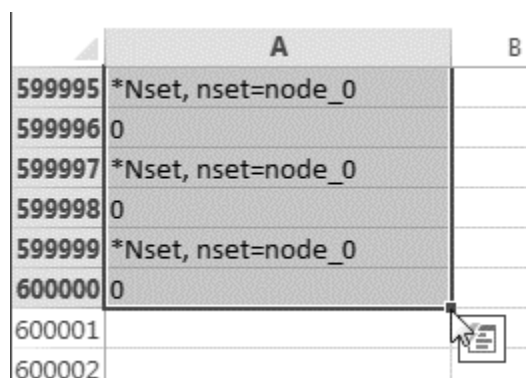 A B
599995 *Nset, nset=node_0
599996 0
599997 *Nset, nset=node_0
599998 0
599999 *Nset, nset=node_0
600000 0
600001
600002